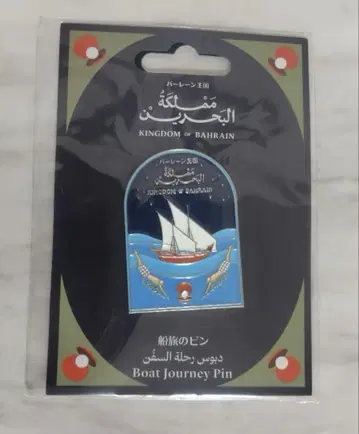 バーレーン王国
مملكة
البحرين
KINGDOM OF BAHRAIN
バーレーン王国
مملكة
البحرين
KINGDOM OF BAHRAIN
船旅のピン
دبوس رحلة السفن
Boat Journey Pin